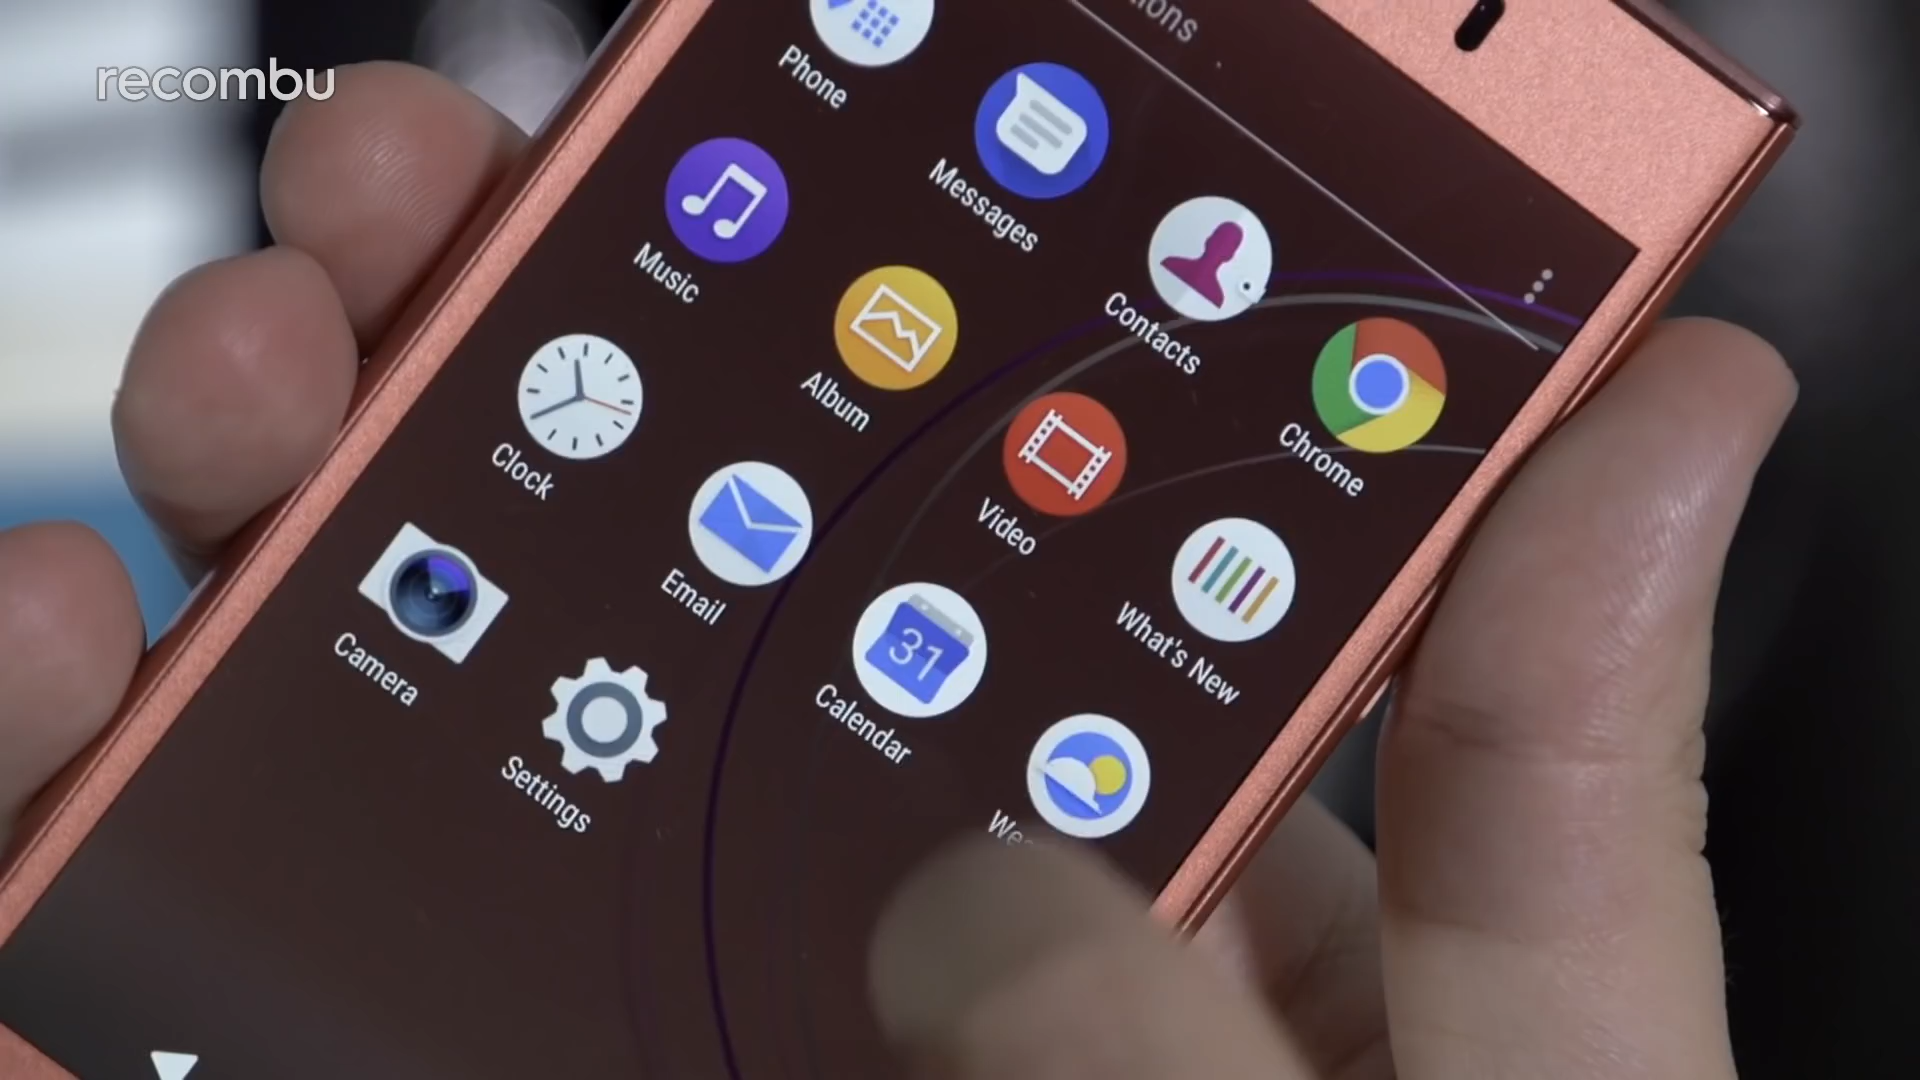 recombu
Phone
Messages
Contacts
Chrome
Music
Album
Video
What's New
Clock
Email
31
Calendar
Camera
Settings